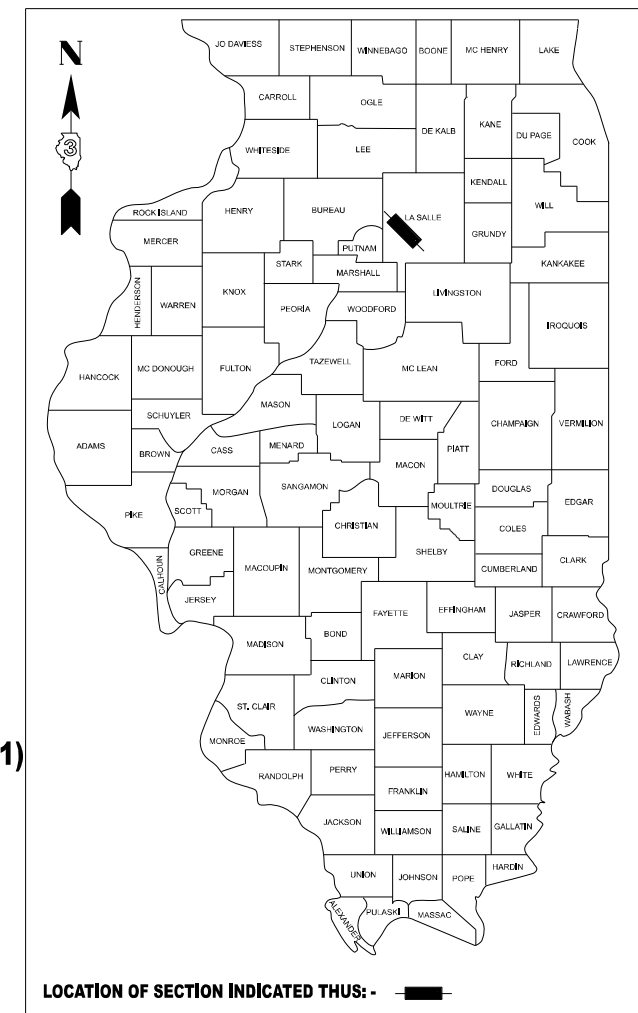 JO DAVIESS STEPHENSON WINNEBAGO BOONE MC HENRY LAKE
N
CARROLL OGLE
3 DE KALB KANE DU PAGE COOK
WHITESIDE LEE
KENDALL
ROCK ISLAND HENRY BUREAU LA SALLE WILL
MERCER PUTNAM GRUNDY
STARK MARSHALL KANKAKEE
HENDERSON WARREN KNOX PEORIA WOODFORD LIVINGSTON
IROQUOIS
HANCOCK MC DONOUGH FULTON TAZEWELL MC LEAN FORD
MASON
SCHUYLER LOGAN DE WITT CHAMPAIGN VERMILION
ADAMS BROWN CASS MENARD PIATT
MACON
MORGAN SANGAMON DOUGLAS
PIKE SCOTT CHRISTIAN MOULTRIE EDGAR
COLES
GREENE SHELBY
CALHOUN MACOUPIN MONTGOMERY CUMBERLAND CLARK
JERSEY
FAYETTE EFFINGHAM JASPER CRAWFORD
BOND
MADISON
CLAY RICHLAND LAWRENCE
CLINTON MARION
ST. CLAIR WAYNE EDWARDS WABASH
WASHINGTON JEFFERSON
MONROE
1)
RANDOLPH PERRY HAMILTON WHITE
FRANKLIN
JACKSON WILLIAMSON SALINE GALLATIN
HARDIN
UNION JOHNSON POPE
ALEXANDER PULASKI MASSAC
LOCATION OF SECTION INDICATED THUS: -